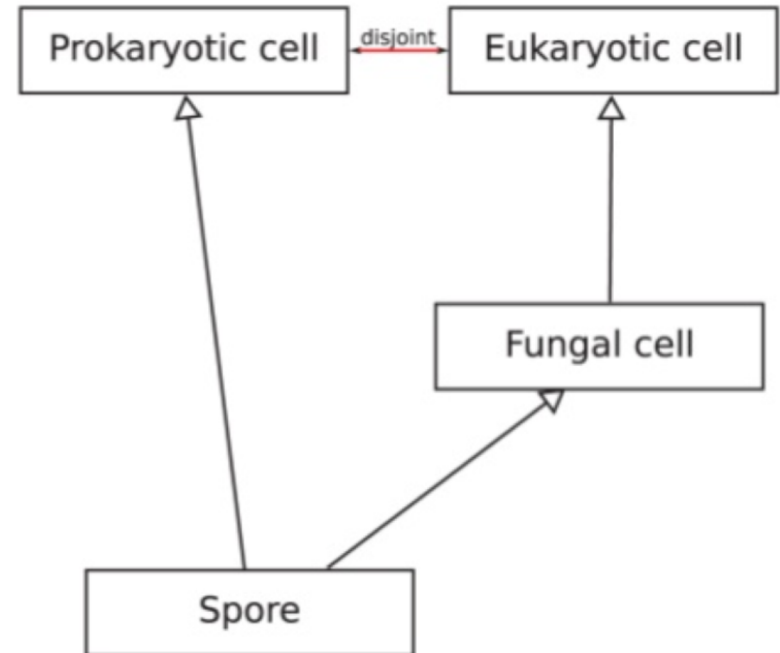 Prokaryotic cell
disjoint
Eukaryotic cell
Fungal cell
Spore